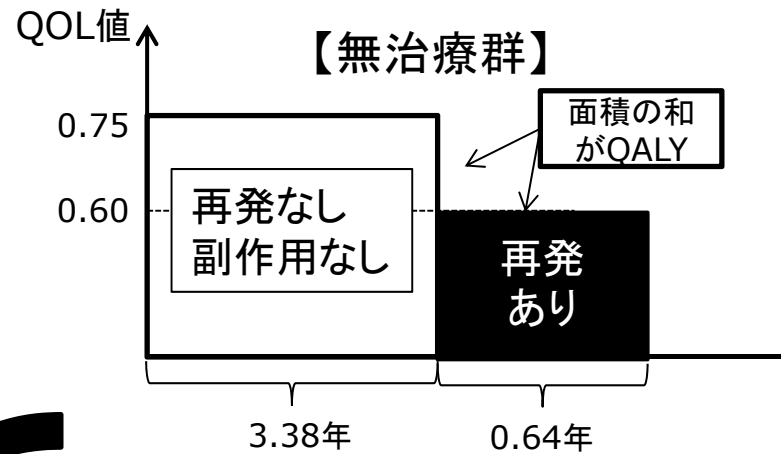 QOL値
【無治療群】
面積の和
がQALY
0.75
0.60
再発なし
副作用なし
再発
あり
3.38年
0.64年